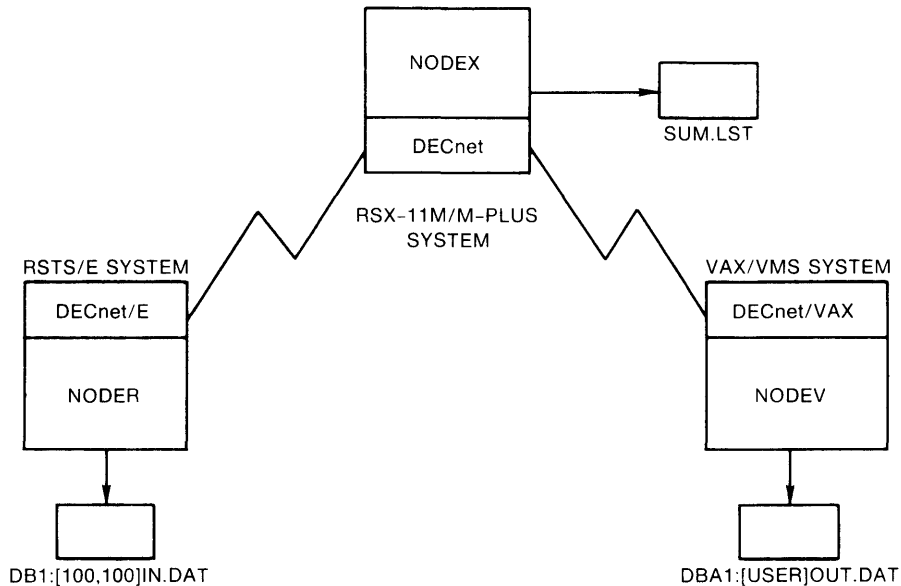 NODEX
DECnet
SUM.LST
RSX-11M/M-PLUS
SYSTEM
RSTS/E SYSTEM
DECnet/E
NODER
DB1:[100,100]IN.DAT
VAX/VMS SYSTEM
DECnet/VAX
NODEV
DBA1:[USER]OUT.DAT